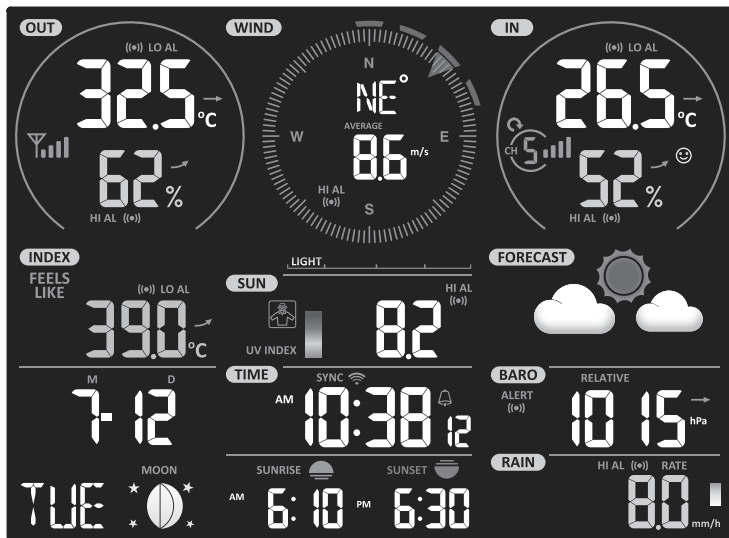 OUT
LO AL
32.5 °C
62 %
HI AL
WIND
N
NE°
W
E
AVERAGE
8.6 m/s
HI AL
S
IN
LO AL
26.5 °C
CH 5
52 %
HI AL
INDEX
FEELS LIKE
LO AL
39.0 °C
LIGHT
SUN
HI AL
UV INDEX
8.2
FORECAST
M D
7-12
TIME
SYNC
AM 10:38 12
BARO
RELATIVE
ALERT
1015 hPa
TUE
MOON
SUNRISE
AM 6:10
SUNSET
PM 6:30
RAIN
HI AL RATE
8.0 mm/h